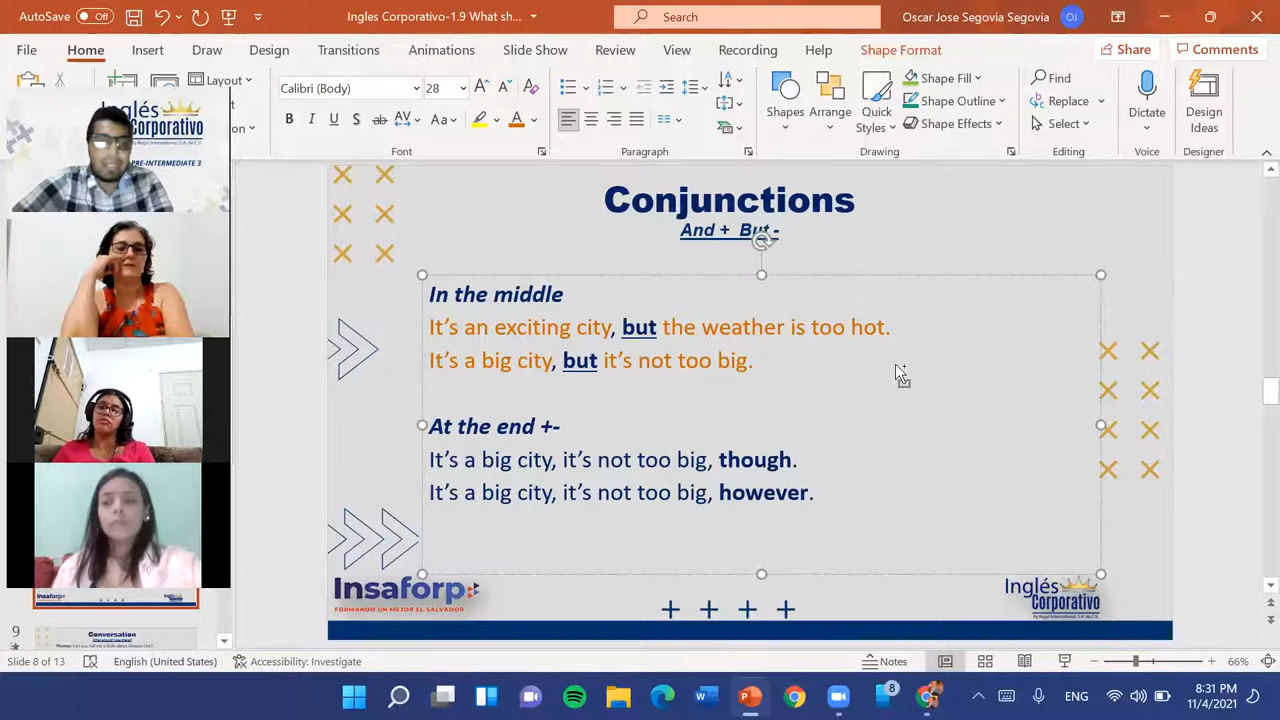 AutoSave Off Ingles Corporativo-1.9 What sh... Search Oscar Jose Segovia Segovia OJ
File Home Insert Draw Design Transitions Animations Slide Show Review View Recording Help Shape Format Share Comments
Layout Calibri (Body) 28 Shapes Arrange Quick Styles Shape Fill Shape Outline Shape Effects Find Replace Select Dictate Design Ideas
Font Paragraph Drawing Editing Voice Designer
Inglés
Corporativo
PRE-INTERMEDIATE 3
Conjunctions
And + But -
In the middle
It's an exciting city, but the weather is too hot.
It's a big city, but it's not too big.
At the end +-
It's a big city, it's not too big, though.
It's a big city, it's not too big, however.
Insaforp
FORMANDO UN MEJOR EL SALVADOR
Inglés
Corporativo
By Regal International, S.A. de C.V.
9
Conversation
Slide 8 of 13 English (United States) Accessibility: Investigate Notes 66%
8 ENG 8:31 PM
11/4/2021